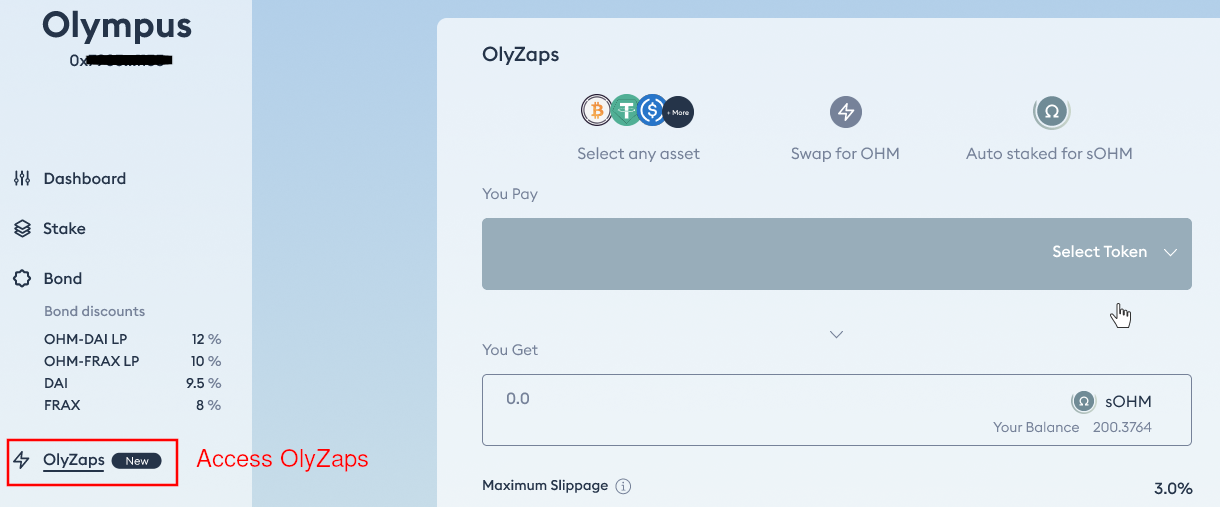 Olympus
0x
Dashboard
Stake
Bond
Bond discounts
OHM-DAI LP 12 %
OHM-FRAX LP 10 %
DAI 9.5 %
FRAX 8 %
OlyZaps New
Access OlyZaps
OlyZaps
+ More
Select any asset
Swap for OHM
Auto staked for sOHM
You Pay
Select Token
You Get
0.0
sOHM
Your Balance 200.3764
Maximum Slippage
3.0%